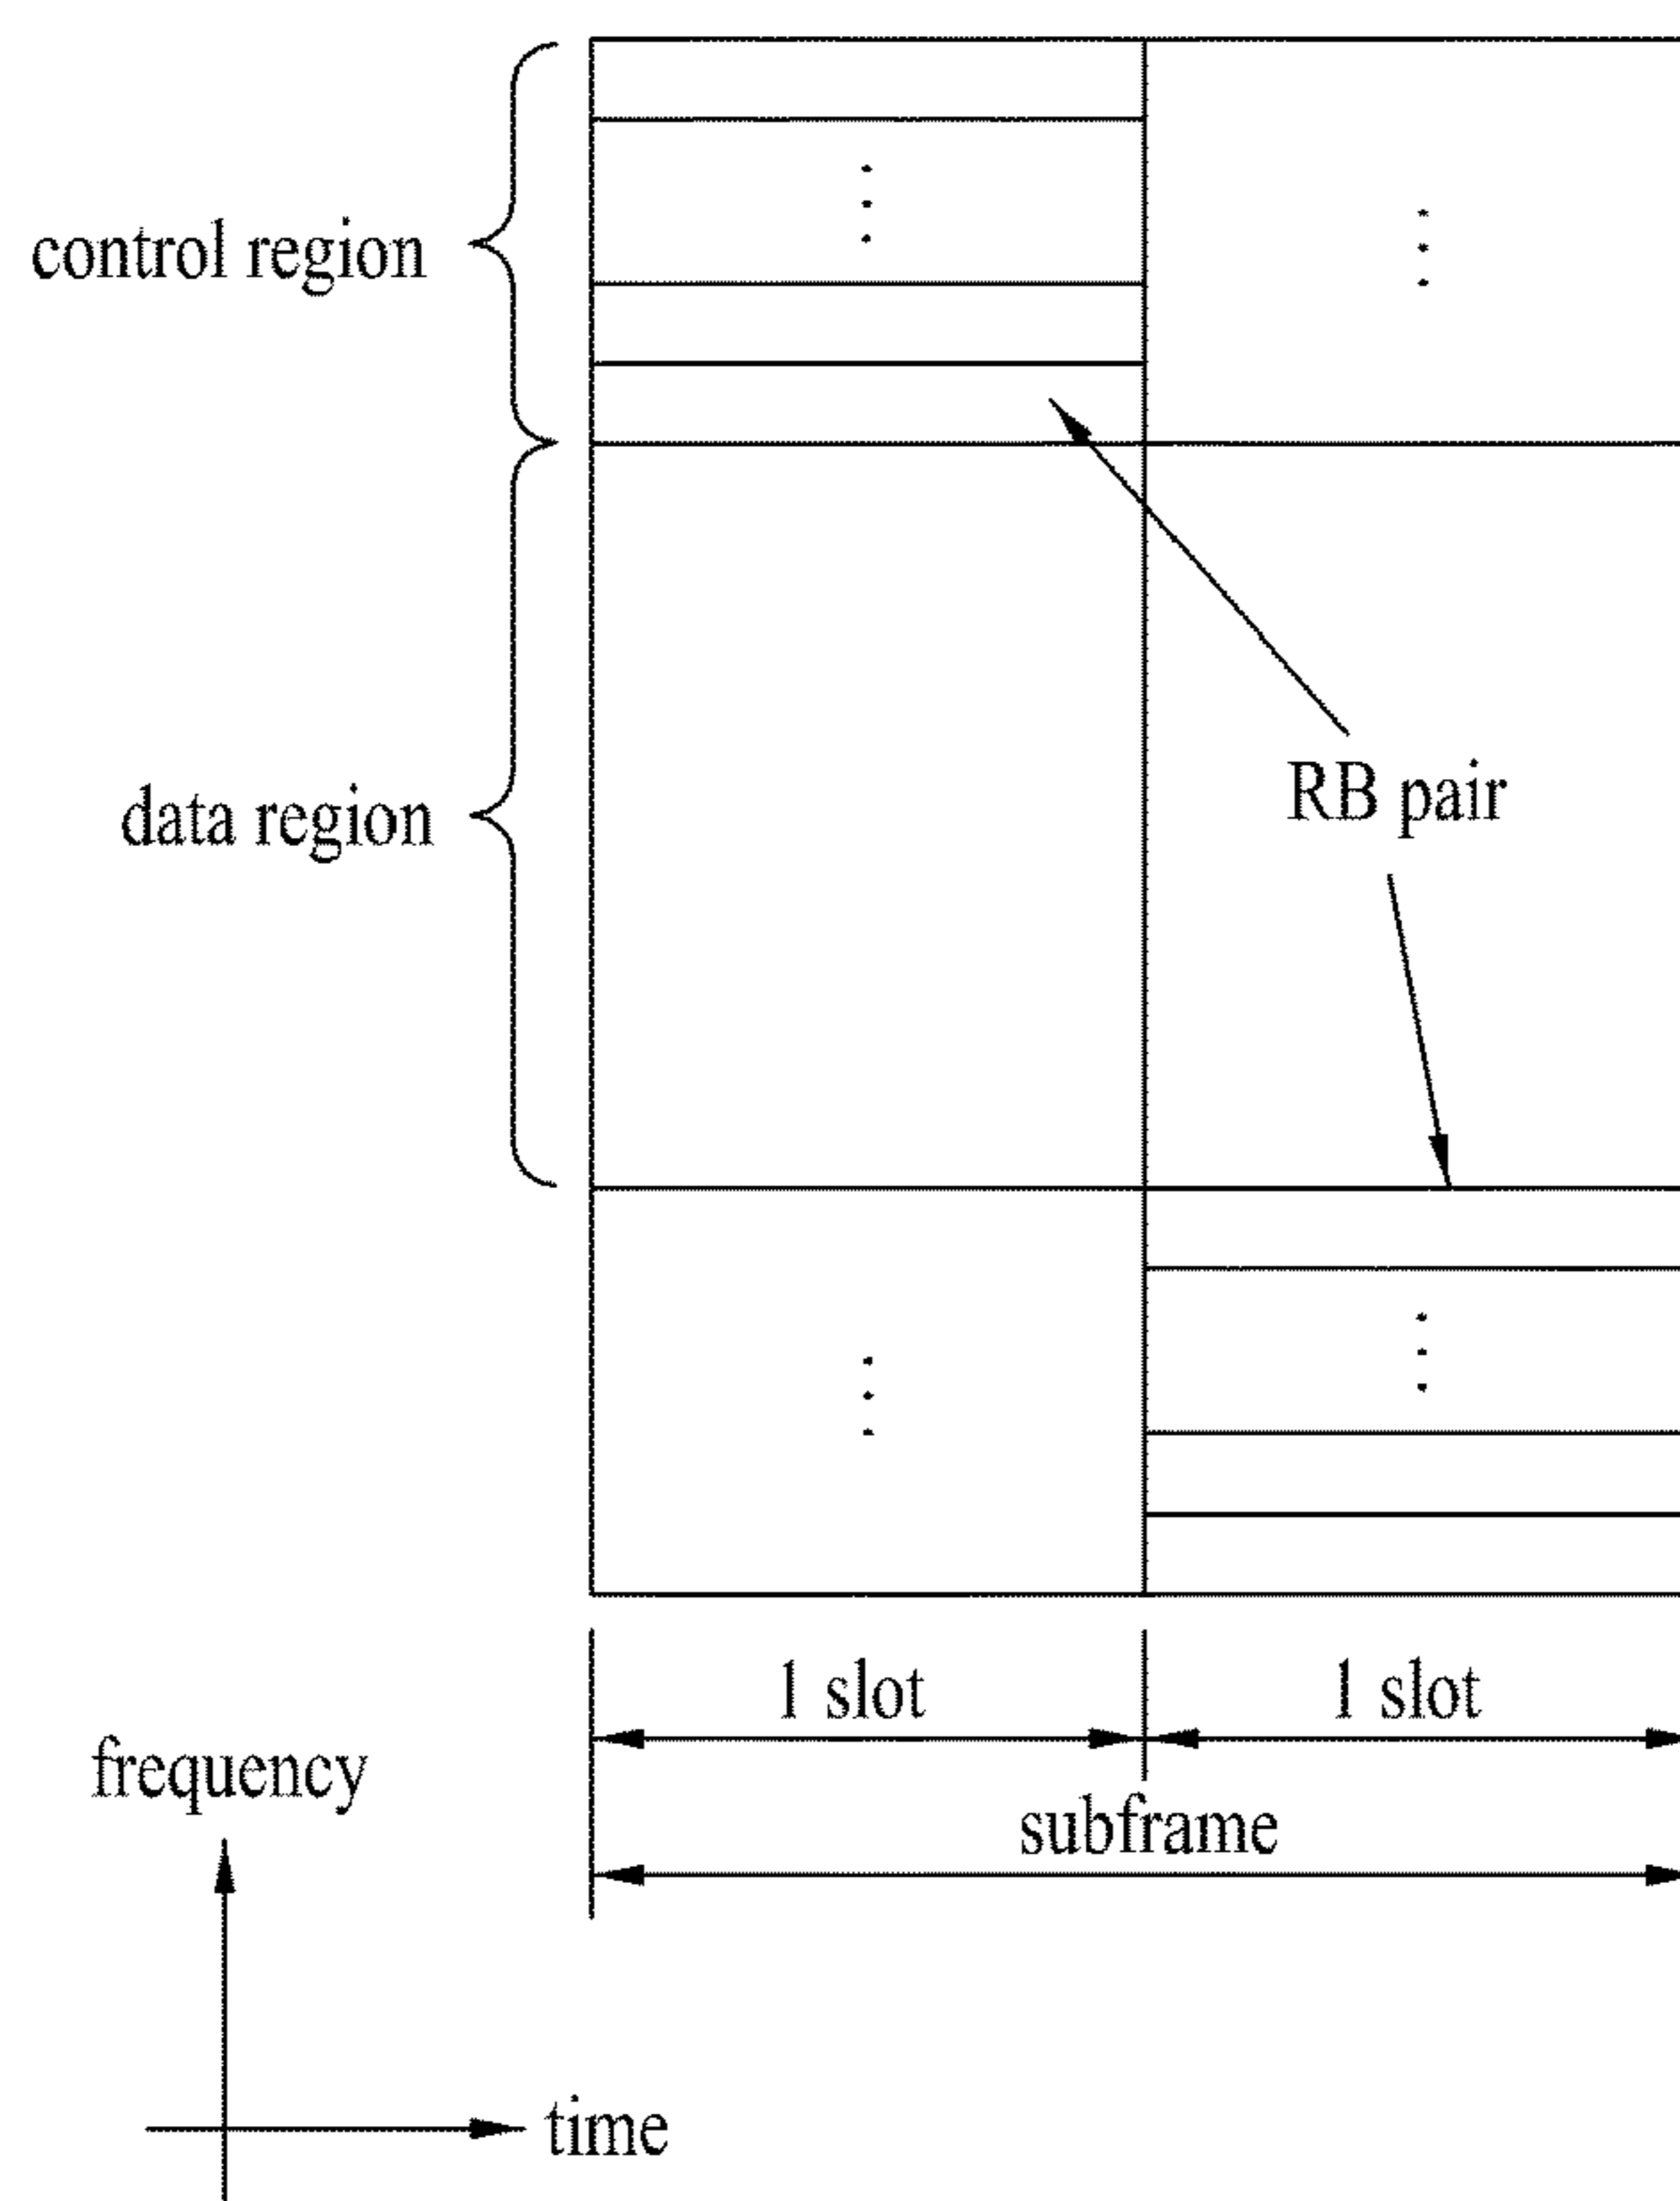 control region
data region
RB pair
1 slot
1 slot
subframe
frequency
time